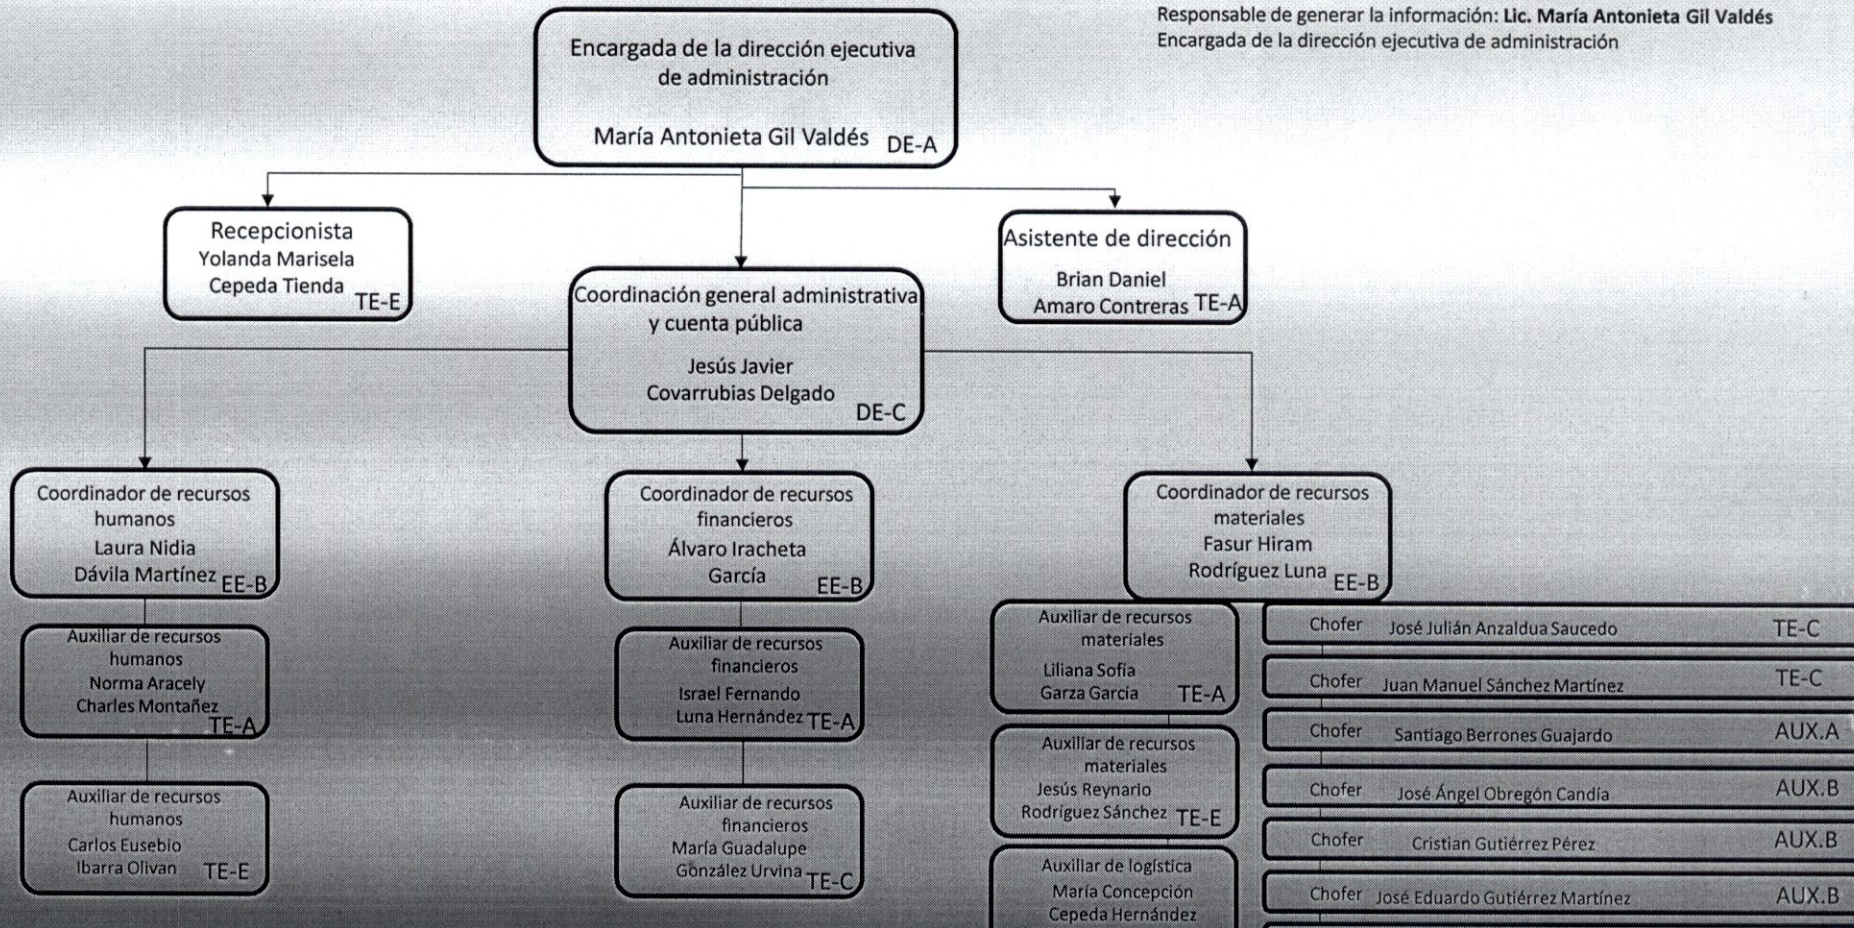 Responsable de generar la información: Lic. María Antonieta Gil Valdés
Encargada de la dirección ejecutiva de administración
Encargada de la dirección ejecutiva
de administración
María Antonieta Gil Valdés DE-A
Recepcionista
Yolanda Marisela
Cepeda Tienda
TE-E
Asistente de dirección
Brian Daniel
Amaro Contreras TE-A
Coordinación general administrativa
y cuenta pública
Jesús Javier
Covarrubias Delgado
DE-C
Coordinador de recursos
humanos
Laura Nidia
Dávila Martínez EE-B
Coordinador de recursos
financieros
Álvaro Iracheta
García EE-B
Coordinador de recursos
materiales
Fasur Hiram
Rodríguez Luna EE-B
Auxiliar de recursos
humanos
Norma Aracely
Charles Montañez
TE-A
Auxiliar de recursos
humanos
Carlos Eusebio
Ibarra Olivan TE-E
Auxiliar de recursos
financieros
Israel Fernando
Luna Hernández TE-A
Auxiliar de recursos
financieros
María Guadalupe
González Urvina TE-C
Auxiliar de recursos
materiales
Liliana Sofía
Garza García TE-A
Auxiliar de recursos
materiales
Jesús Reynario
Rodríguez Sánchez TE-E
Auxiliar de logística
María Concepción
Cepeda Hernández
Chofer José Julián Anzaldua Saucedo TE-C
Chofer Juan Manuel Sánchez Martínez TE-C
Chofer Santiago Berrones Guajardo AUX.A
Chofer José Ángel Obregón Candia AUX.B
Chofer Cristian Gutiérrez Pérez AUX.B
Chofer José Eduardo Gutiérrez Martínez AUX.B